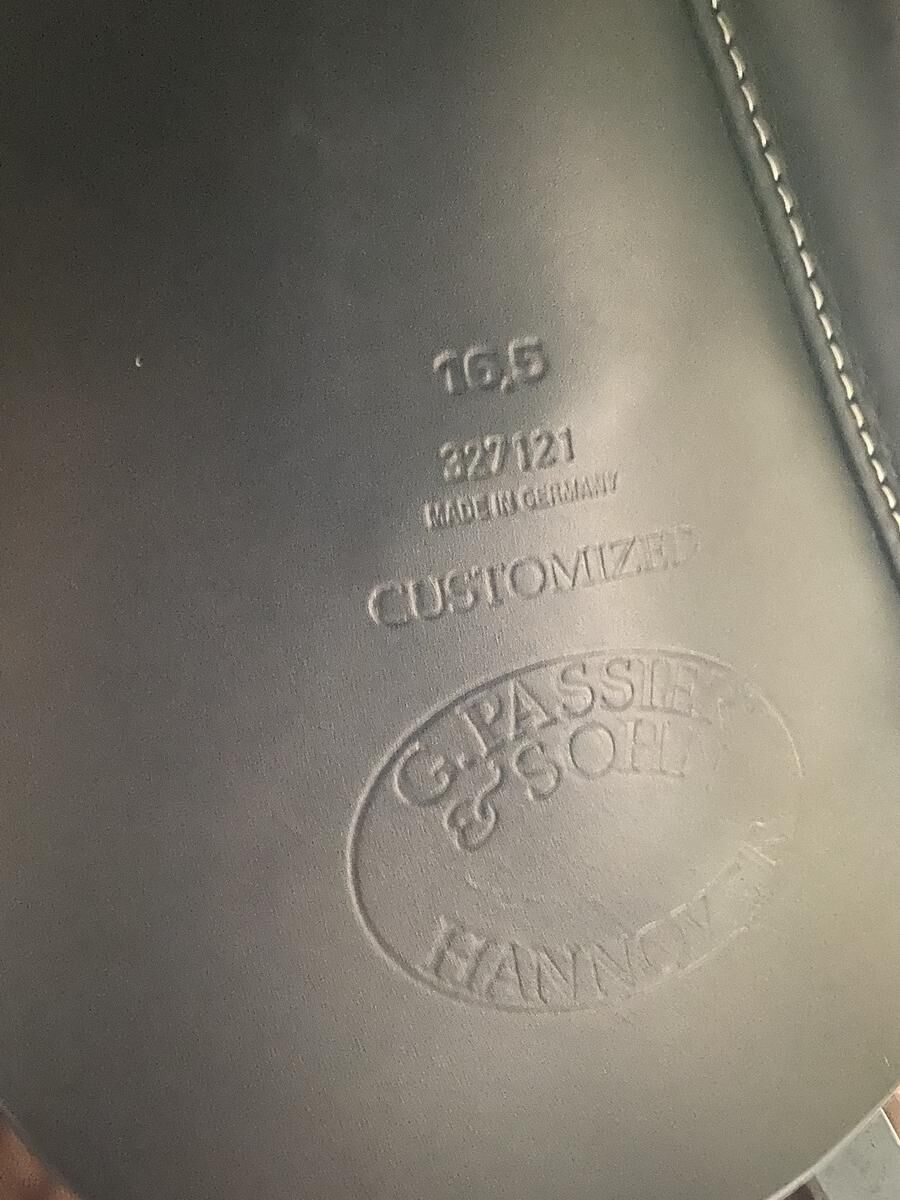 16,5
327121
MADE IN GERMANY
CUSTOMIZED
G. PASSIER
& SOHN
HANNOVER